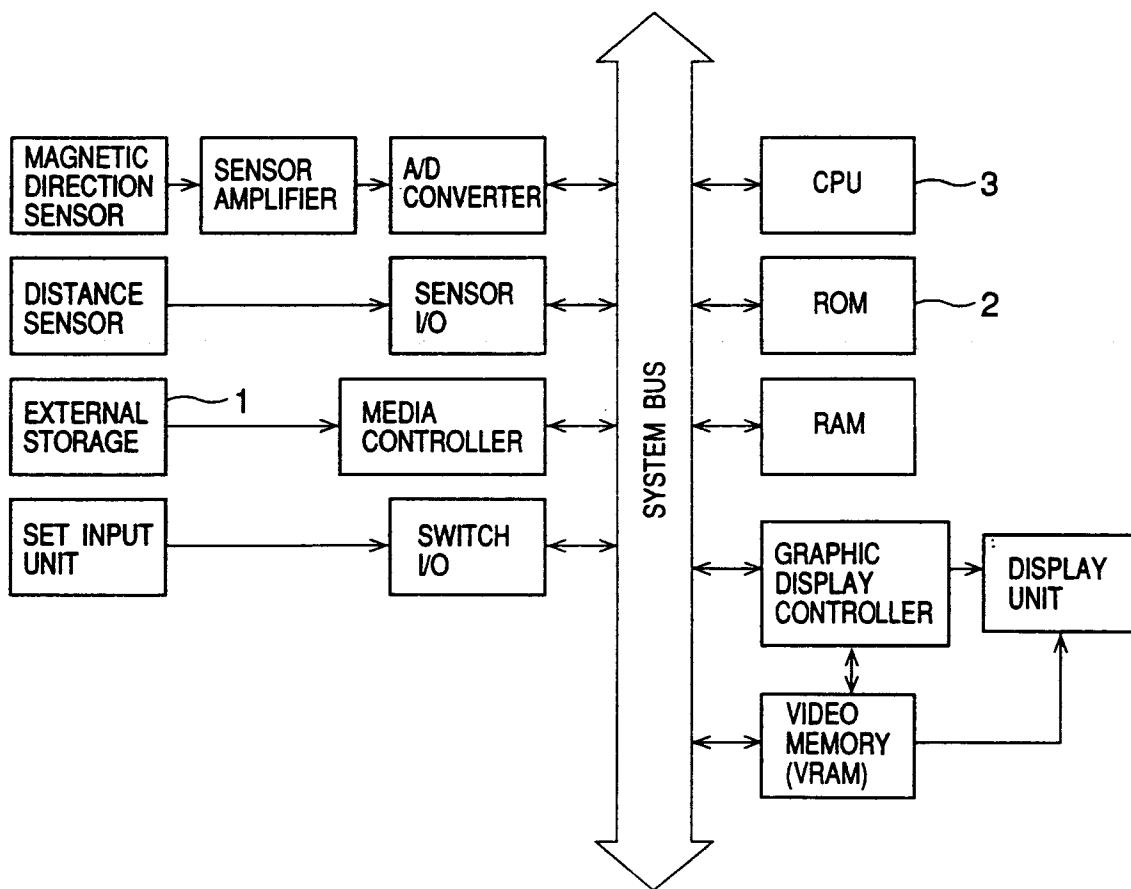 MAGNETIC
DIRECTION
SENSOR
SENSOR
AMPLIFIER
A/D
CONVERTER
CPU
3
DISTANCE
SENSOR
SENSOR
I/O
ROM
2
EXTERNAL
STORAGE
1
MEDIA
CONTROLLER
RAM
SYSTEM BUS
SET INPUT
UNIT
SWITCH
I/O
GRAPHIC
DISPLAY
CONTROLLER
DISPLAY
UNIT
VIDEO
MEMORY
(VRAM)